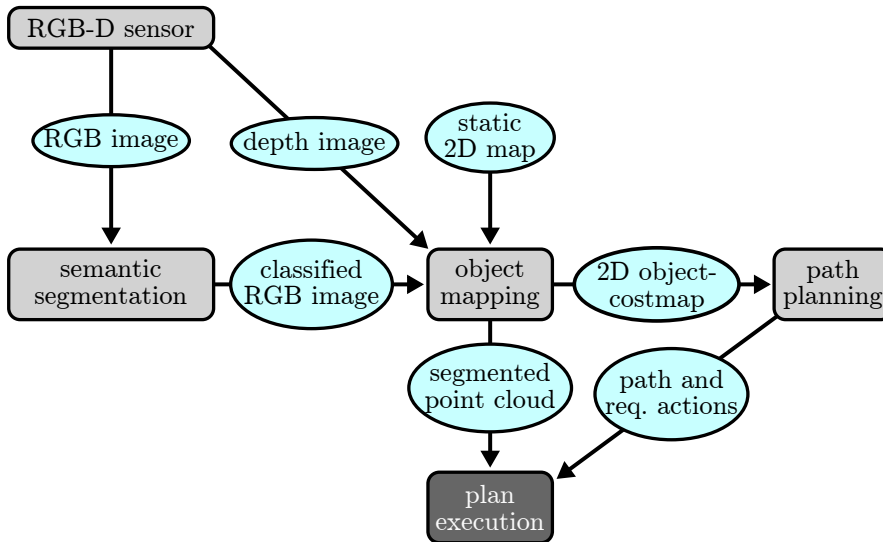 RGB-D sensor
RGB image
depth image
static
2D map
semantic
segmentation
classified
RGB image
object
mapping
2D object-
costmap
path
planning
segmented
point cloud
path and
req. actions
plan
execution